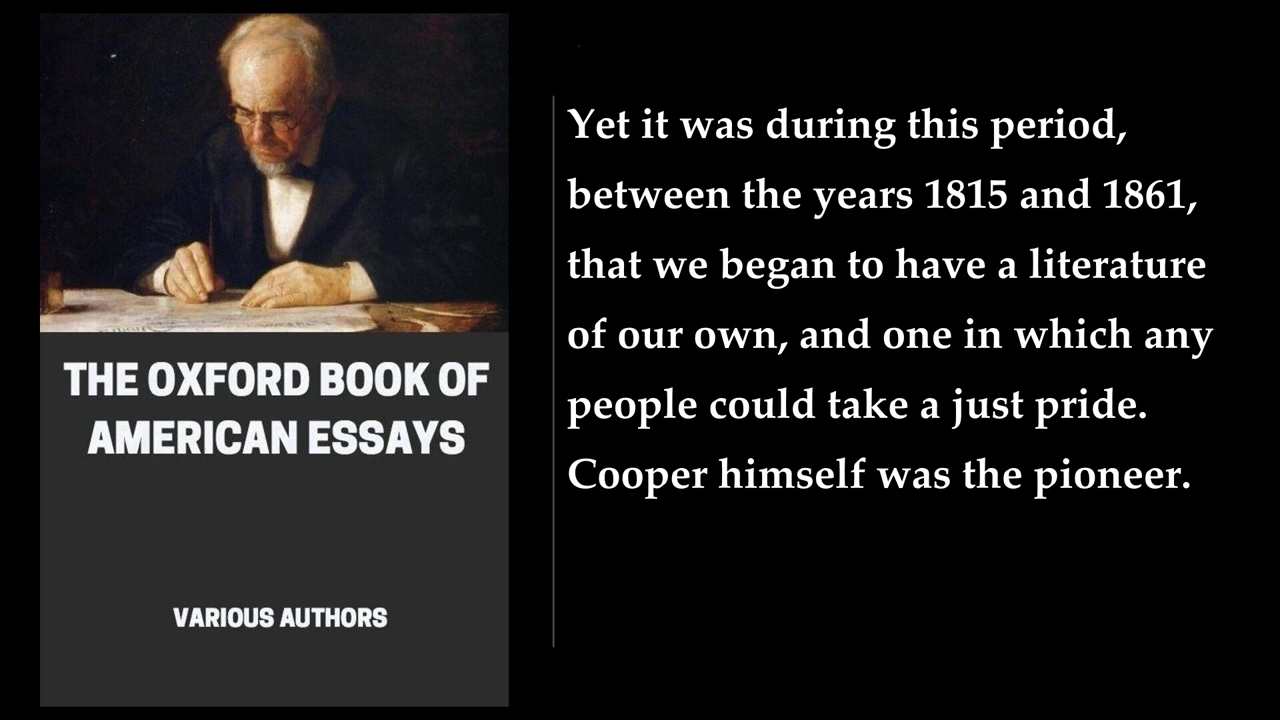 THE OXFORD BOOK OF
AMERICAN ESSAYS
VARIOUS AUTHORS
Yet it was during this period,
between the years 1815 and 1861,
that we began to have a literature
of our own, and one in which any
people could take a just pride.
Cooper himself was the pioneer.